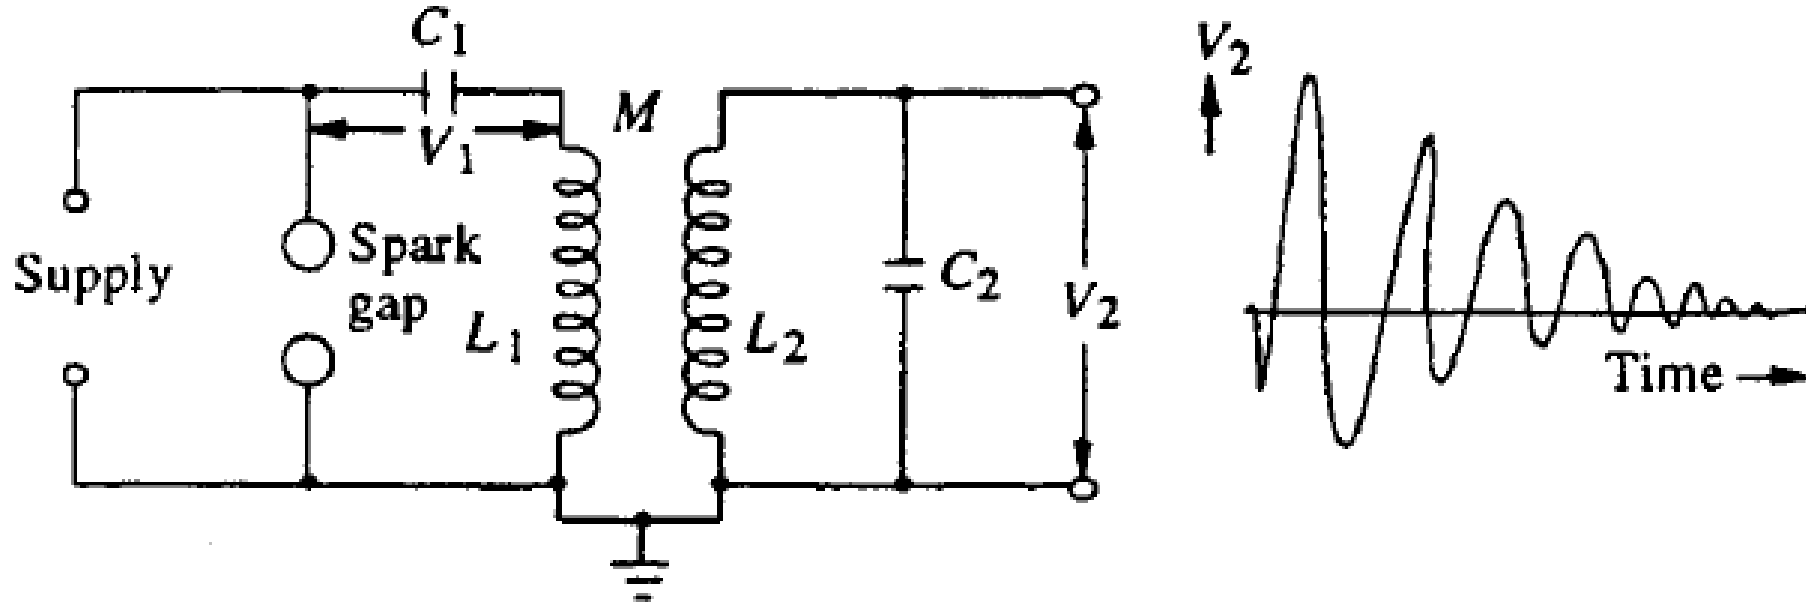 C₁
V₁
M
Supply
Spark
gap
L₁
L₂
C₂
V₂
V₂
Time